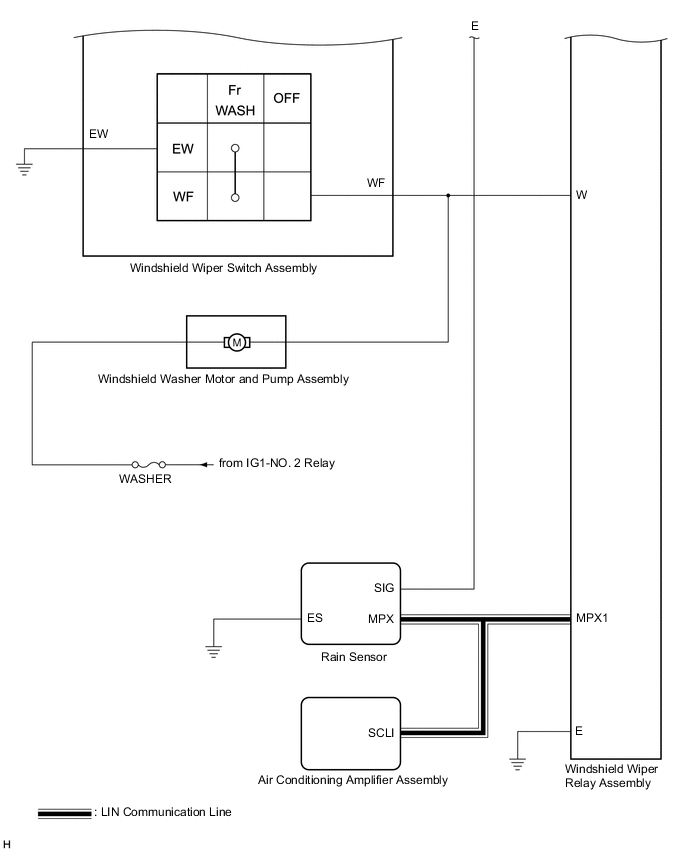 E
Fr
WASH
OFF
EW
EW
WF
WF
W
Windshield Wiper Switch Assembly
M
Windshield Washer Motor and Pump Assembly
from IG1-NO. 2 Relay
WASHER
SIG
ES
MPX
MPX1
Rain Sensor
SCLI
E
Air Conditioning Amplifier Assembly
Windshield Wiper
Relay Assembly
: LIN Communication Line
H